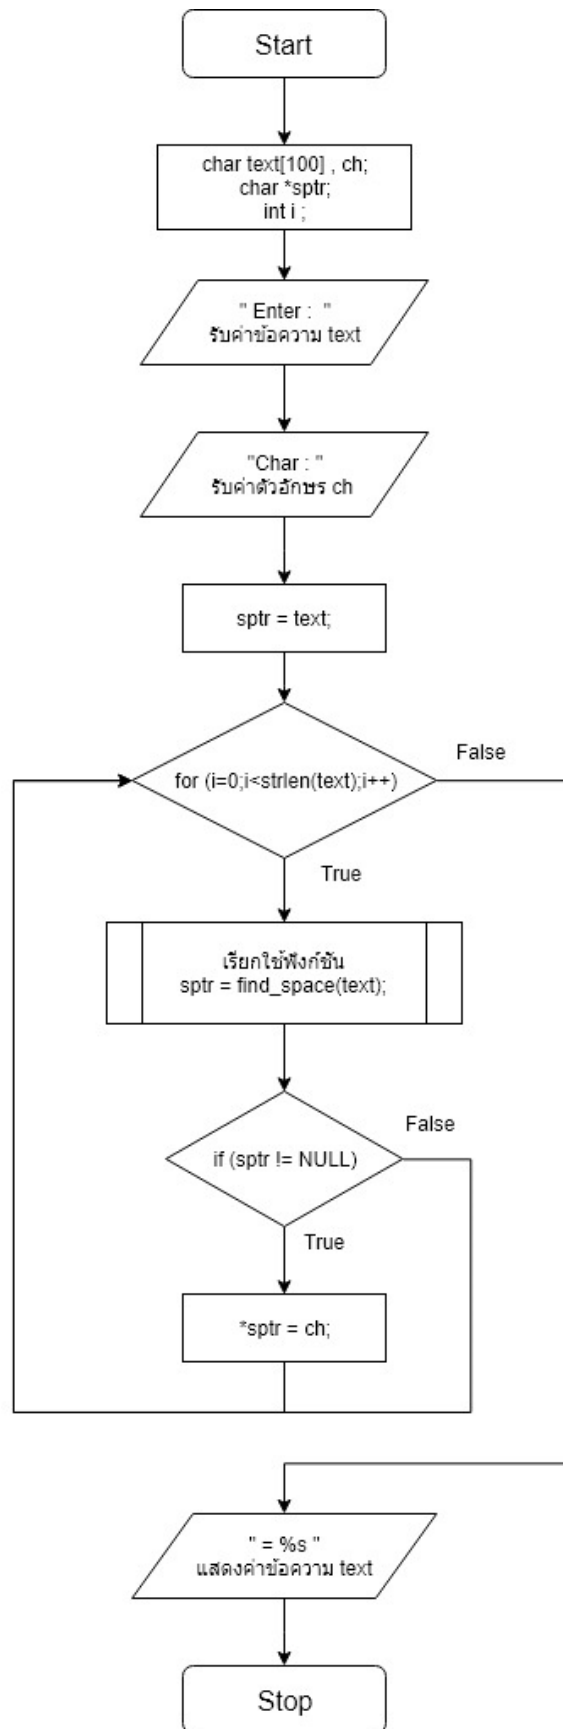 Start
char text[100] , ch;
char *sptr;
int i ;
" Enter :  "
รับค่าข้อความ text
"Char : "
รับค่าตัวอักษร ch
sptr = text;
for (i=0;i<strlen(text);i++)
False
True
เรียกใช้ฟังก์ชัน
sptr = find_space(text);
False
if (sptr != NULL)
True
*sptr = ch;
" = %s "
แสดงค่าข้อความ text
Stop